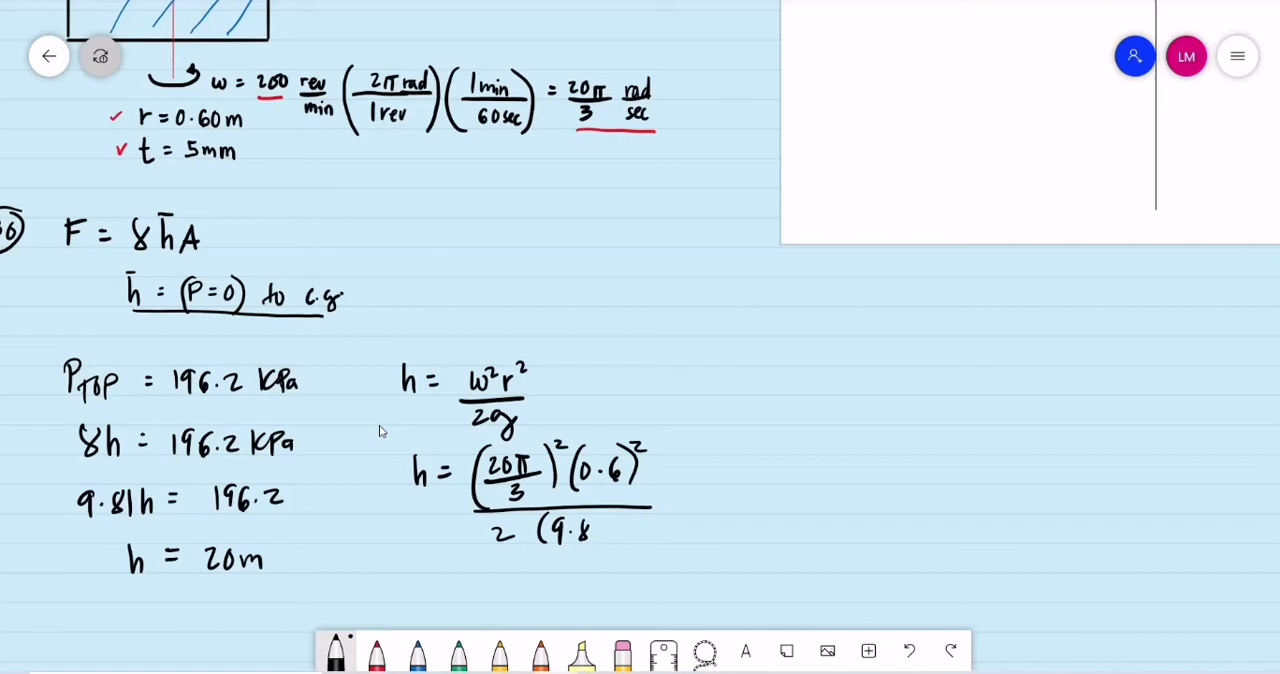 ω = 200 rev/min (2π rad/1 rev) (1 min/60 sec) = 20π/3 rad/sec
✓ r = 0.60 m
✓ t = 5 mm
F = γ h̄ A
h̄ = (P=0) to c.g.
P TOP = 196.2 KPa
γh = 196.2 KPa
9.81h = 196.2
h = 20m
h = ω²r²/2g
h = (20π/3)² (0.6)²/2 (9.8
LM
A